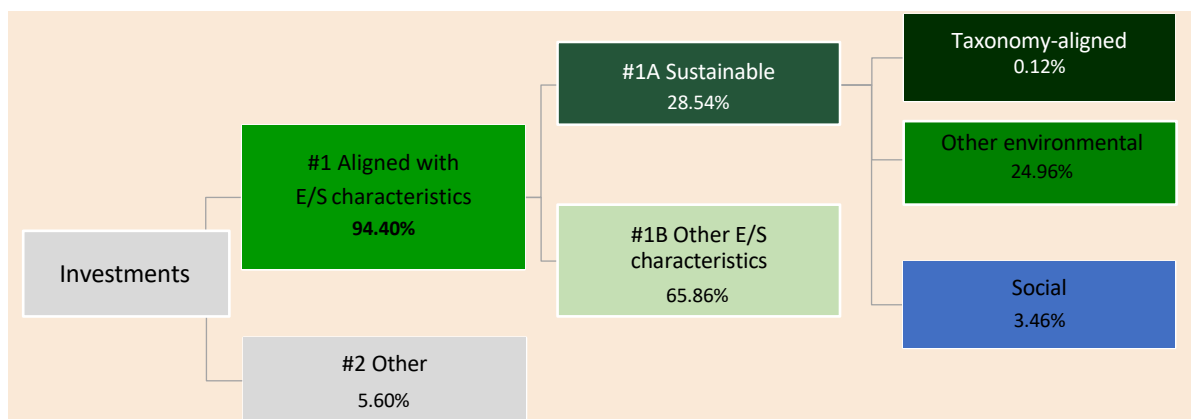 Investments
#1 Aligned with
E/S characteristics
94.40%
#2 Other
5.60%
#1A Sustainable
28.54%
#1B Other E/S
characteristics
65.86%
Taxonomy-aligned
0.12%
Other environmental
24.96%
Social
3.46%